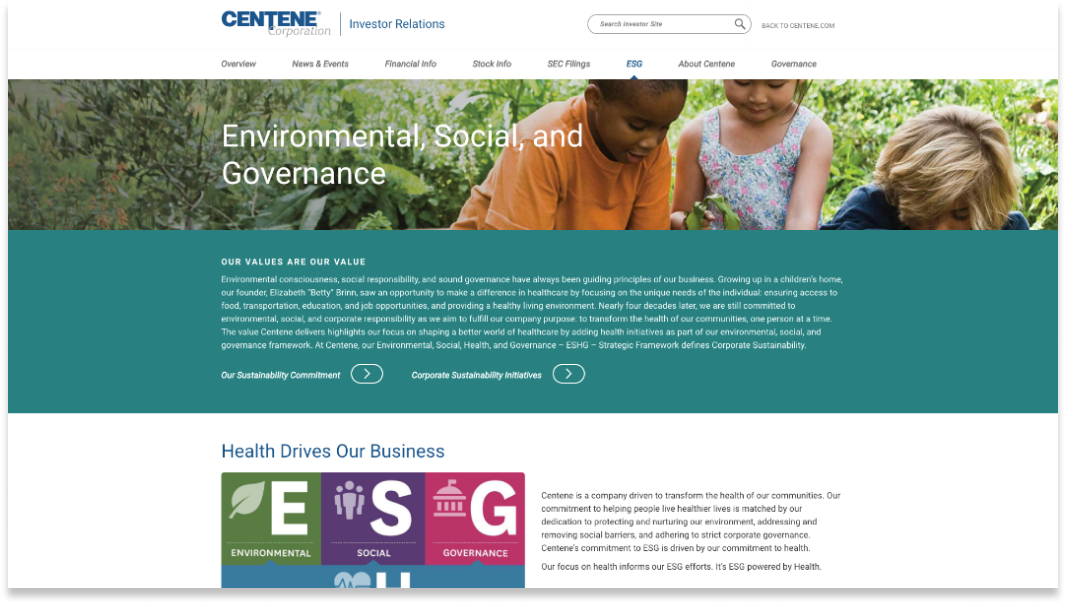 CENTENE®
Corporation
Investor Relations
Search Investor Site
BACK TO CENTENE.COM
Overview
News & Events
Financial Info
Stock Info
SEC Filings
ESG
About Centene
Governance
Environmental, Social, and
Governance
OUR VALUES ARE OUR VALUE
Environmental consciousness, social responsibility, and sound governance have always been guiding principles of our business. Growing up in a children's home,
our founder, Elizabeth "Betty" Brinn, saw an opportunity to make a difference in healthcare by focusing on the unique needs of the individual: ensuring access to
food, transportation, education, and job opportunities, and providing a healthy living environment. Nearly four decades later, we are still committed to
environmental, social, and corporate responsibility as we aim to fulfill our company purpose: to transform the health of our communities, one person at a time.
The value Centene delivers highlights our focus on shaping a better world of healthcare by adding health initiatives as part of our environmental, social, and
governance framework. At Centene, our Environmental, Social, Health, and Governance – ESHG – Strategic Framework defines Corporate Sustainability.
Our Sustainability Commitment
Corporate Sustainability Initiatives
Health Drives Our Business
E
ENVIRONMENTAL
S
SOCIAL
G
GOVERNANCE
H
Centene is a company driven to transform the health of our communities. Our
commitment to helping people live healthier lives is matched by our
dedication to protecting and nurturing our environment, addressing and
removing social barriers, and adhering to strict corporate governance.
Centene's commitment to ESG is driven by our commitment to health.
Our focus on health informs our ESG efforts. It's ESG powered by Health.